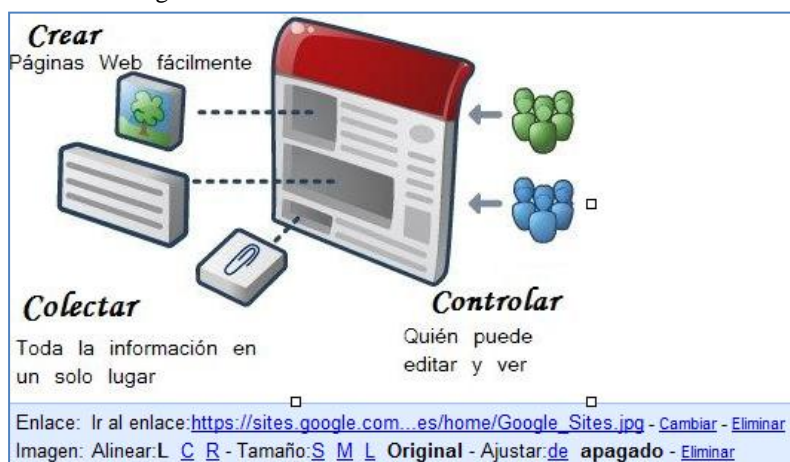 Crear
Páginas Web fácilmente
Colectar
Toda la información en
un solo lugar
Controlar
Quién puede
editar y ver
Enlace: Ir al enlace:https://sites.google.com...es/home/Google_Sites.jpg - Cambiar - Eliminar
Imagen: Alinear:L C R - Tamaño:S M L Original - Ajustar:de apagado - Eliminar